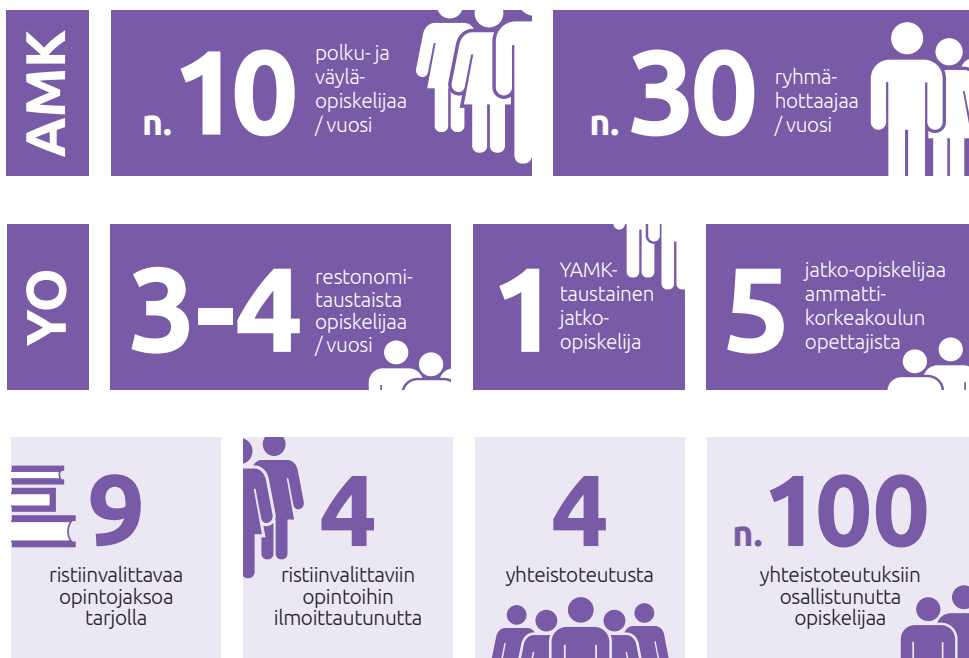 AMK
n. 10
polku- ja
väylä-
opiskelijaa
/ vuosi
n. 30
ryhmä-
hottaajaa
/ vuosi
YO
3-4
restonomi-
taustaista
opiskelijaa
/ vuosi
1
YAMK-
taustainen
jatko-
opiskelija
5
jatko-opiskelijaa
ammatti-
korkeakoulun
opettajista
9
ristiinvalittavaa
opintojaksoa
tarjolla
4
ristiinvalittaviin
opintoihin
ilmoittautunutta
4
yhteistoteutusta
n. 100
yhteistoteutuksiin
osallistunutta
opiskelijaa